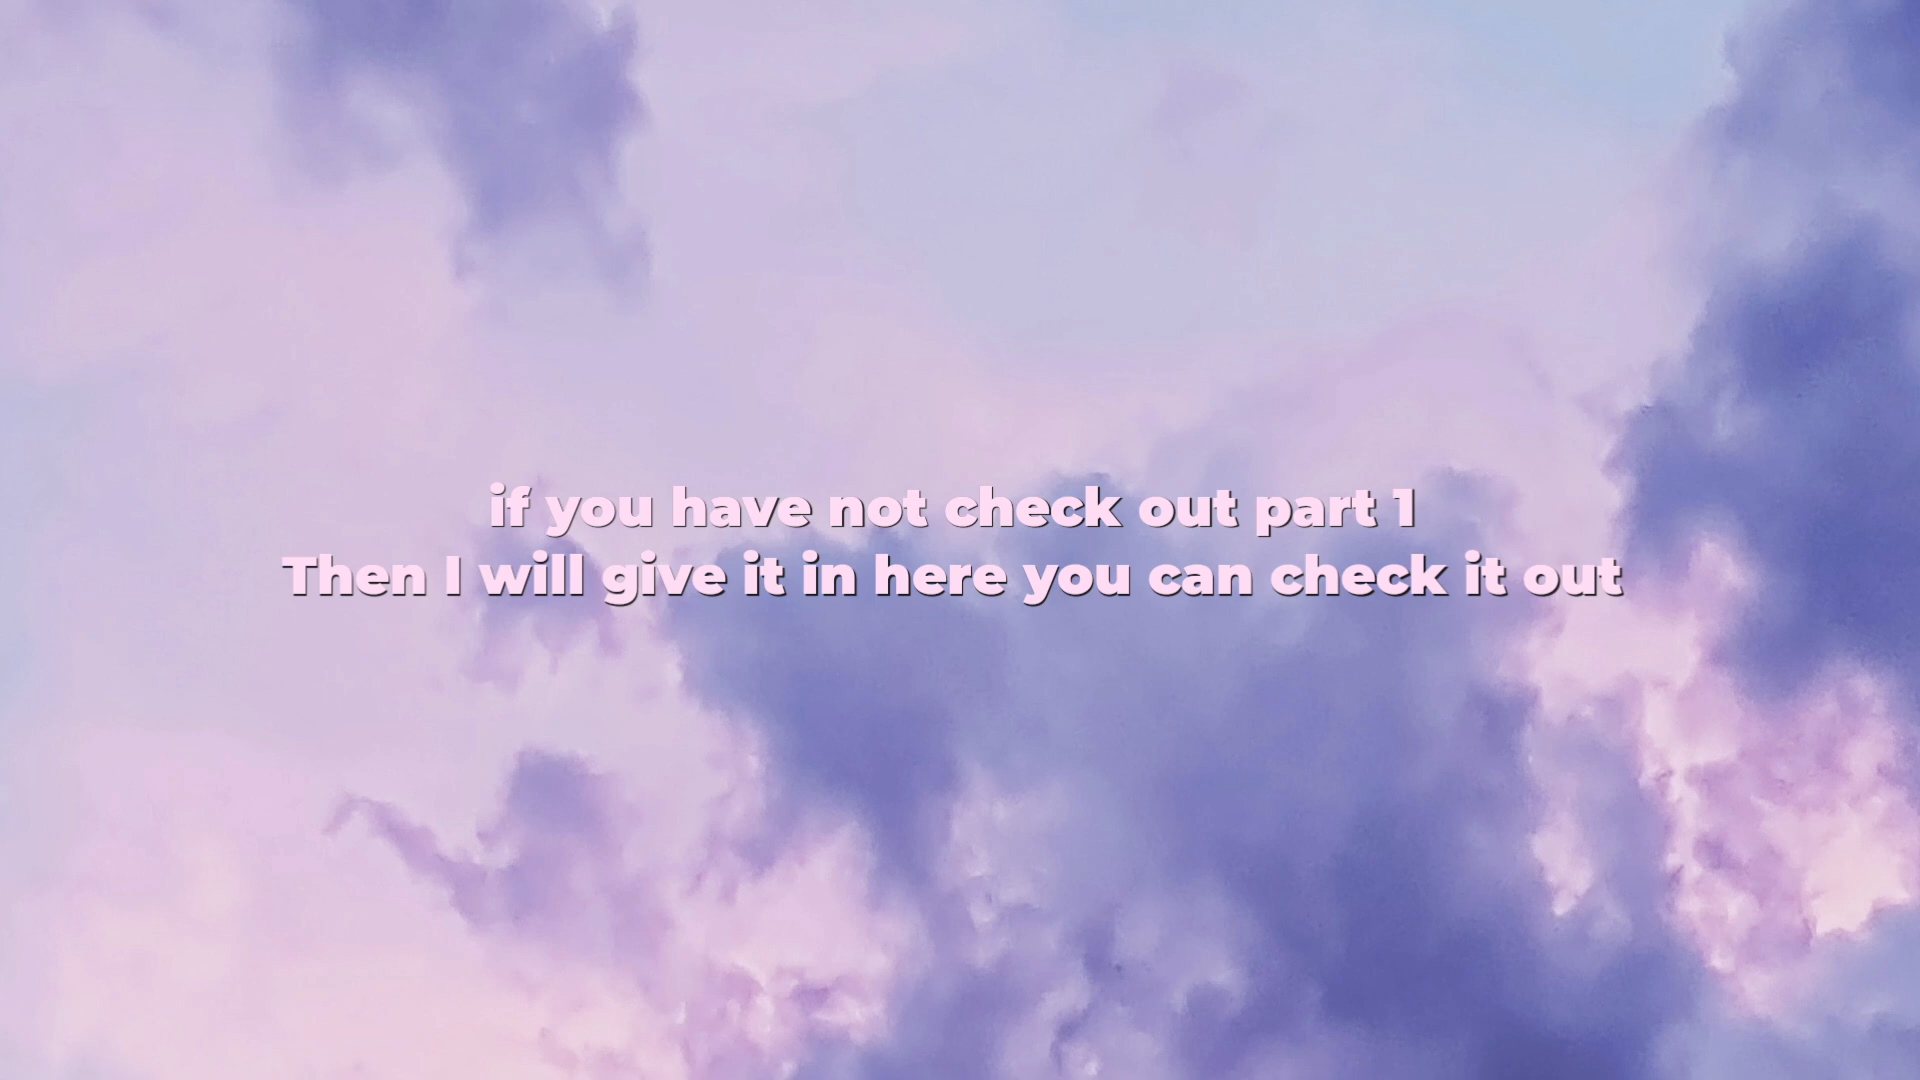 if you have not check out part 1
Then I will give it in here you can check it out